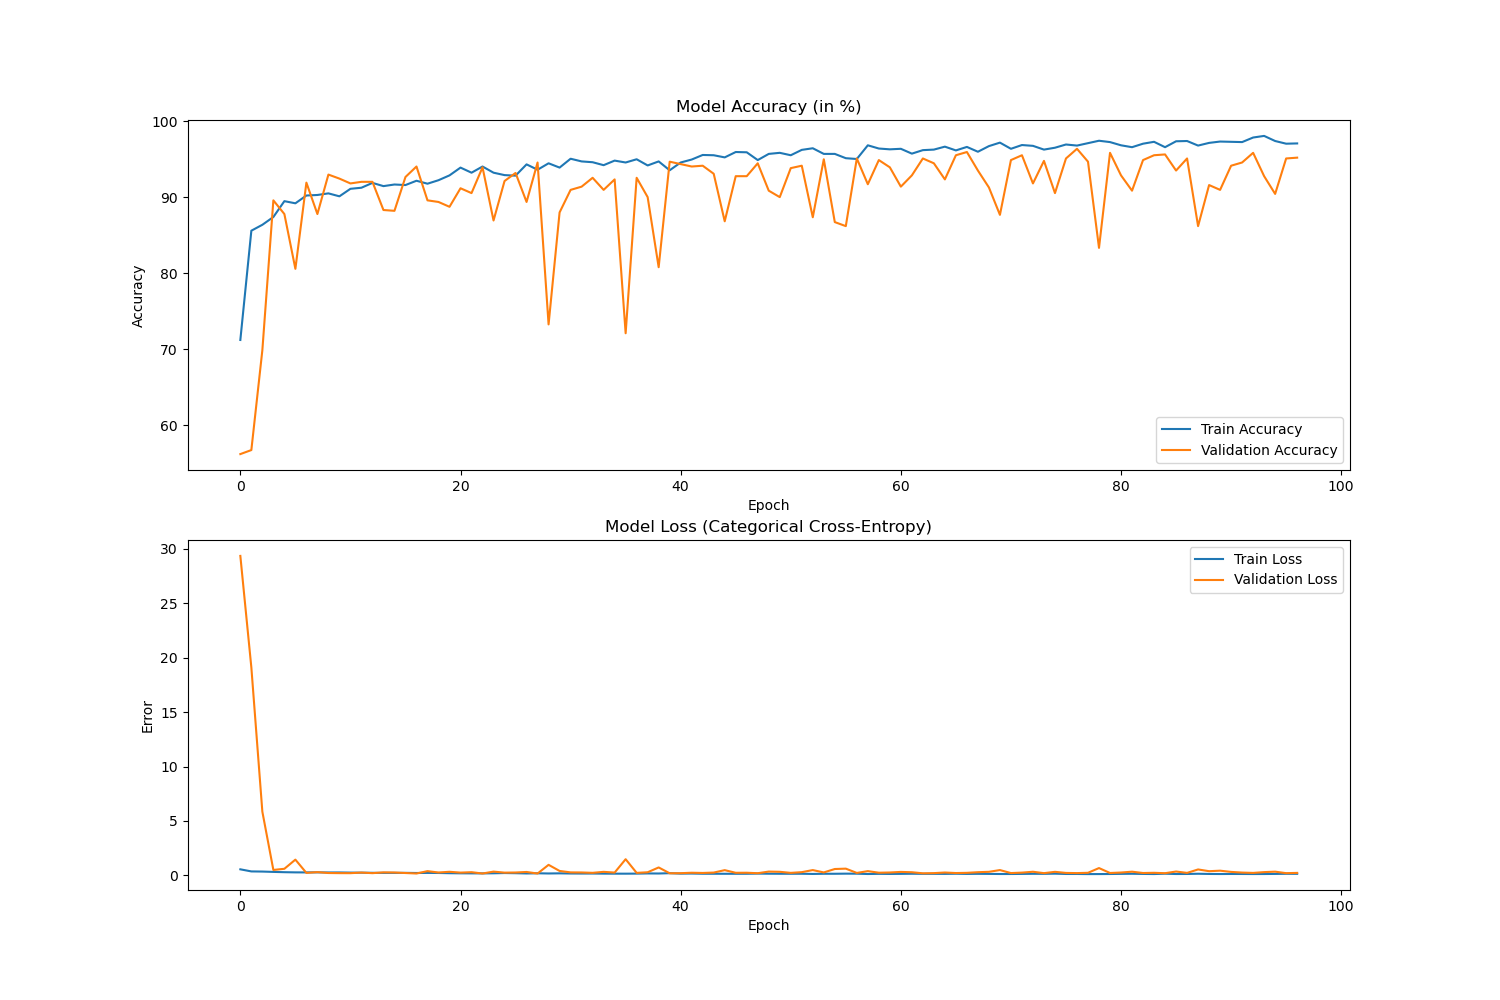 Model Accuracy (in %)
100
90
80
70
60
Accuracy
Train Accuracy
Validation Accuracy
0 20 40 60 80 100
Epoch
Model Loss (Categorical Cross-Entropy)
30
25
20
15
10
5
0
Error
Train Loss
Validation Loss
0 20 40 60 80 100
Epoch